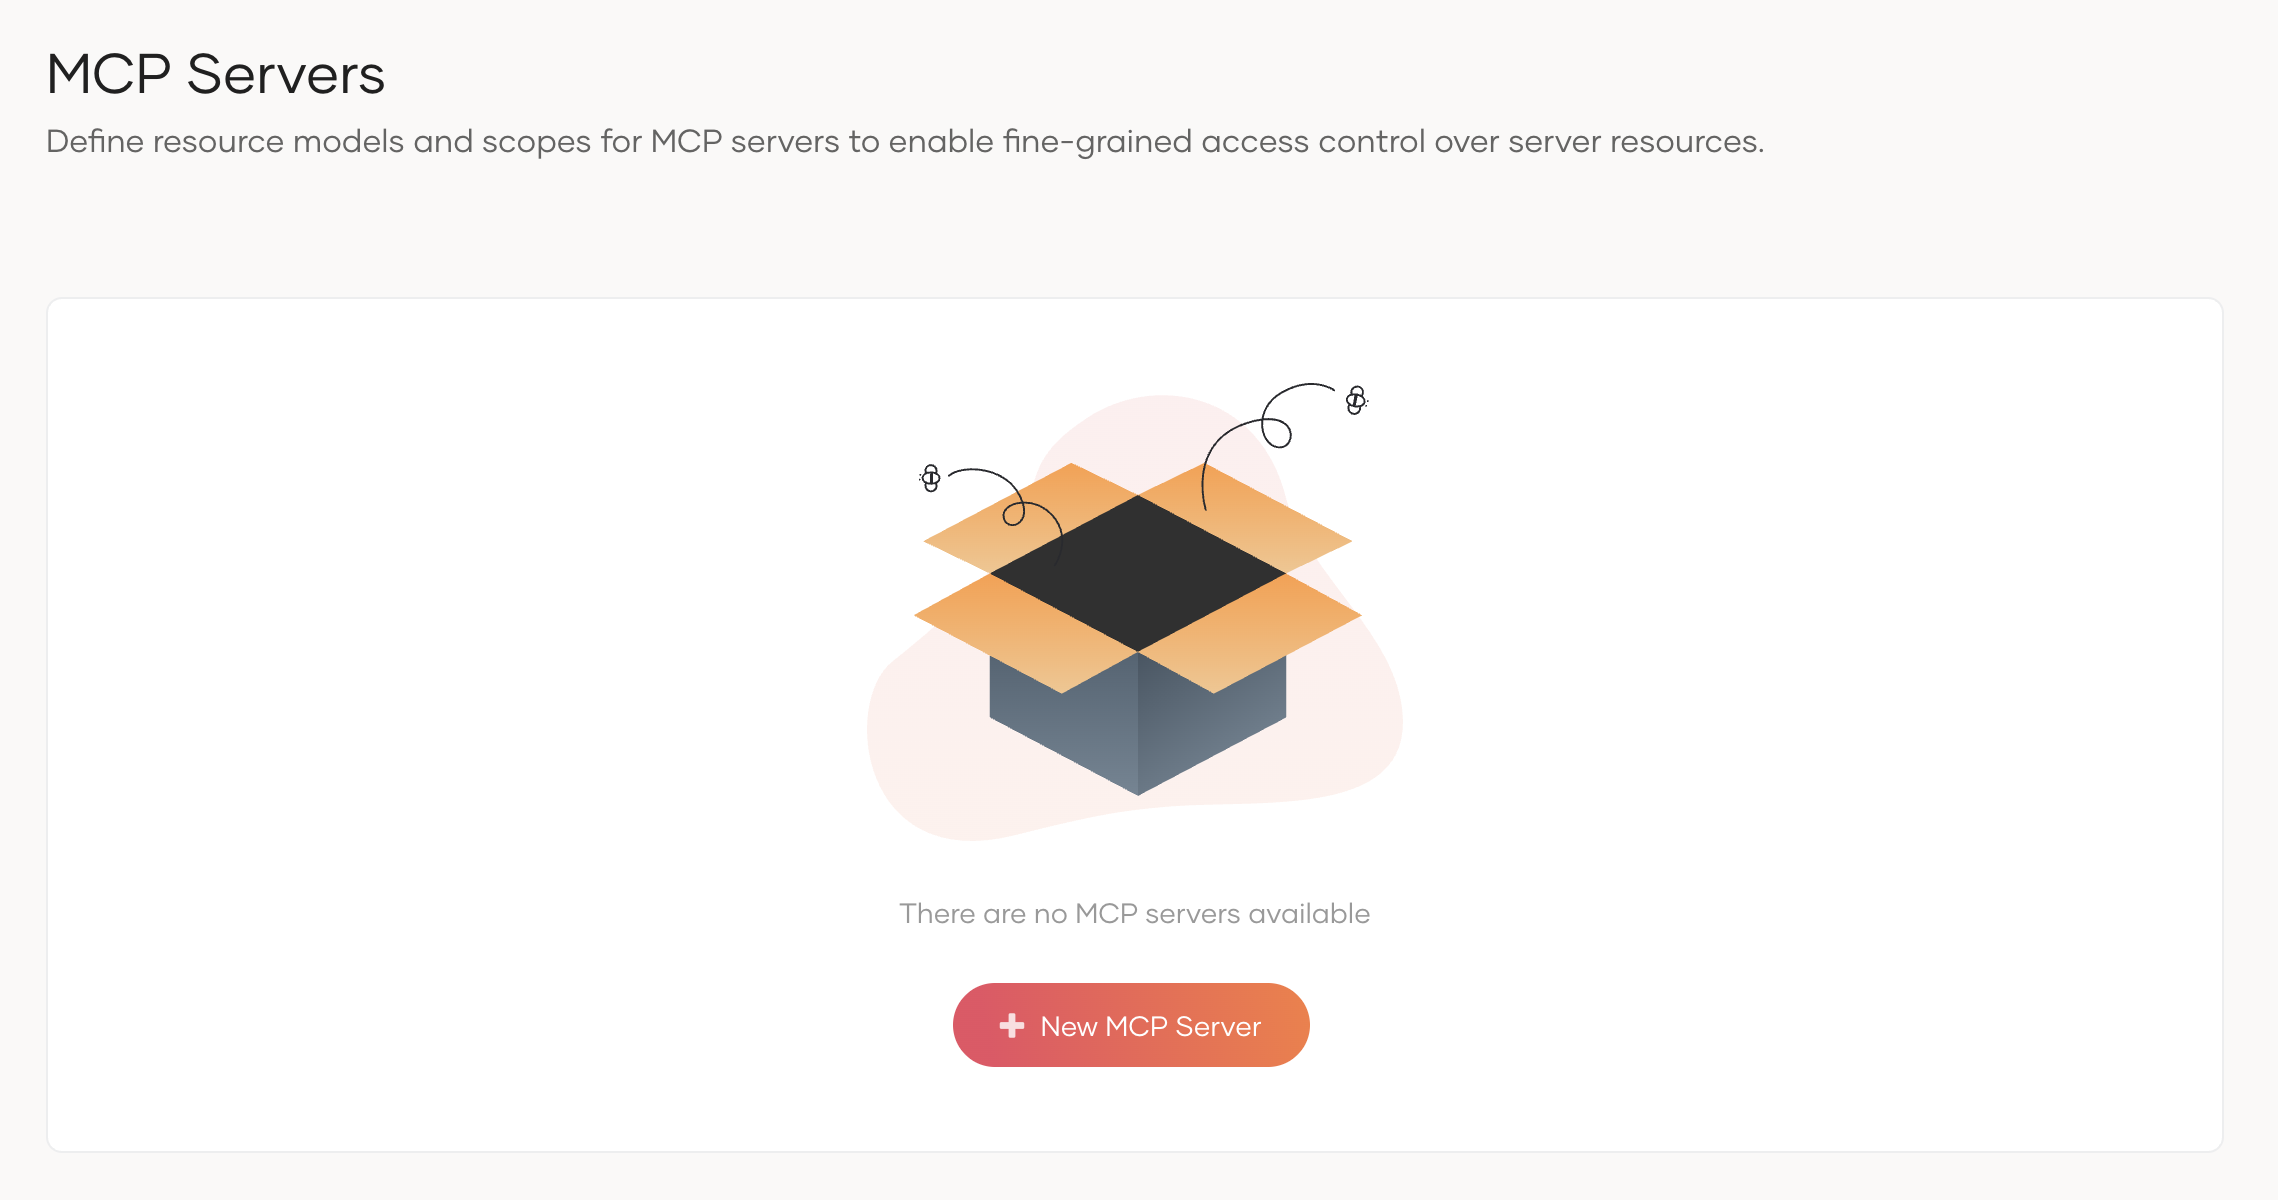 MCP Servers
Define resource models and scopes for MCP servers to enable fine-grained access control over server resources.
There are no MCP servers available
New MCP Server